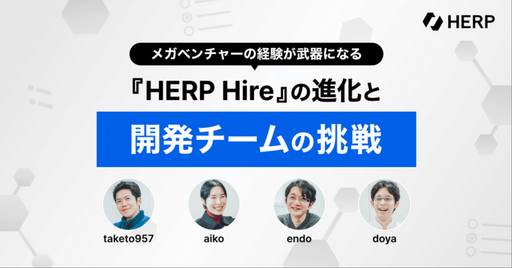 HERP
メガベンチャーの経験が武器になる
『HERP Hire』の進化と
開発チームの挑戦
taketo957 aiko endo doya